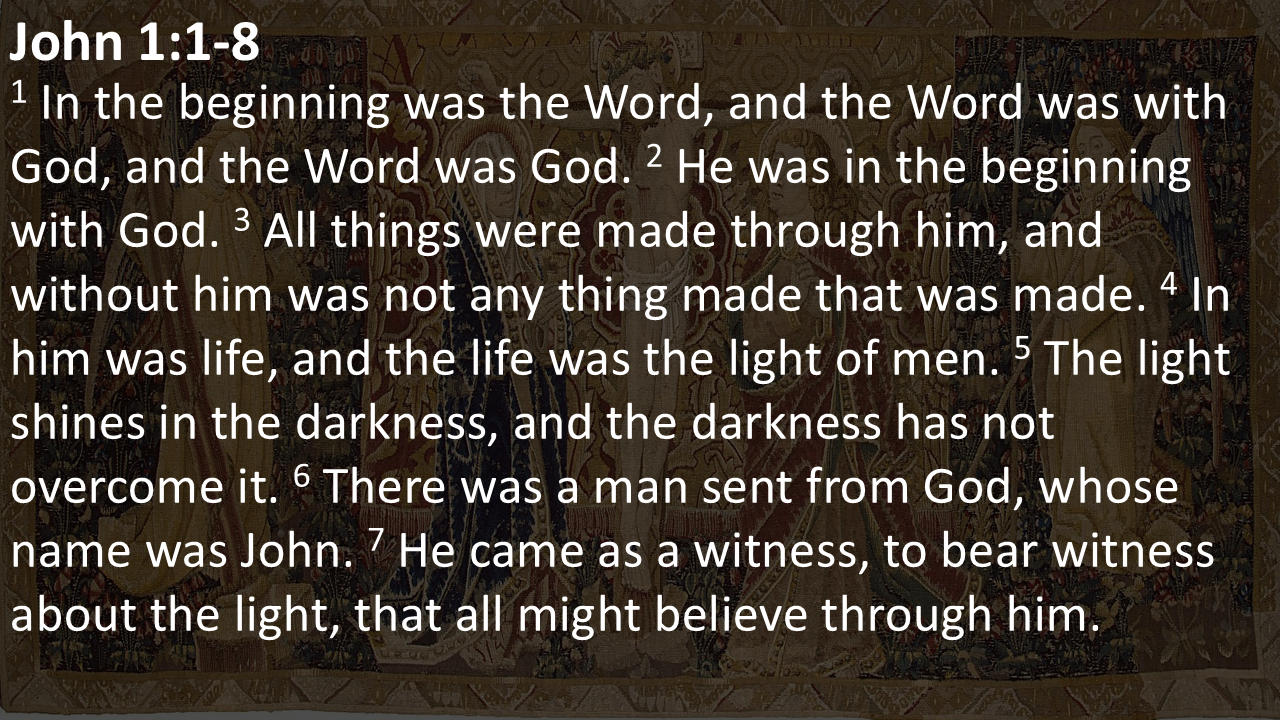 John 1:1-8
1 In the beginning was the Word, and the Word was with
God, and the Word was God. 2 He was in the beginning
with God. 3 All things were made through him, and
without him was not any thing made that was made. 4 In
him was life, and the life was the light of men. 5 The light
shines in the darkness, and the darkness has not
overcome it. 6 There was a man sent from God, whose
name was John. 7 He came as a witness, to bear witness
about the light, that all might believe through him.